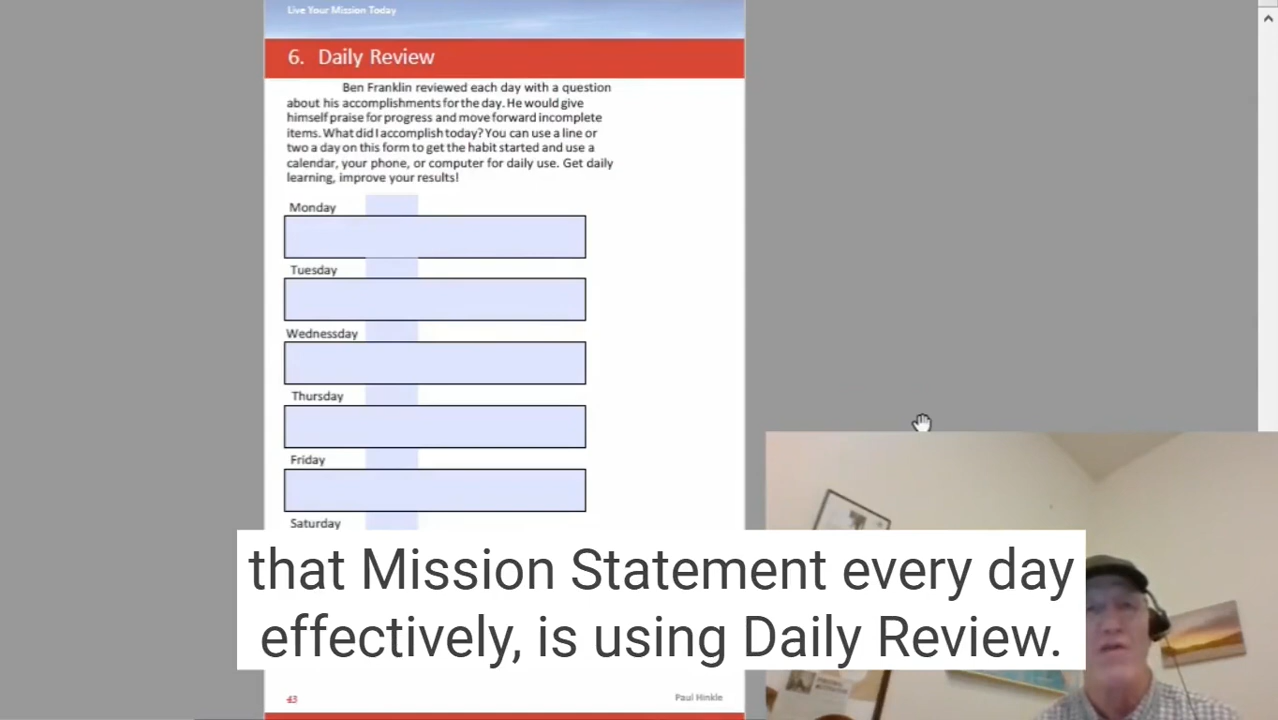 Live Your Mission Today
6. Daily Review
Ben Franklin reviewed each day with a question
about his accomplishments for the day. He would give
himself praise for progress and move forward incomplete
items. What did I accomplish today? You can use a line or
two a day on this form to get the habit started and use a
calendar, your phone, or computer for daily use. Get daily
learning, improve your results!
Monday
Tuesday
Wednessday
Thursday
Friday
Saturday
that Mission Statement every day
effectively, is using Daily Review.
43
Paul Hinkle